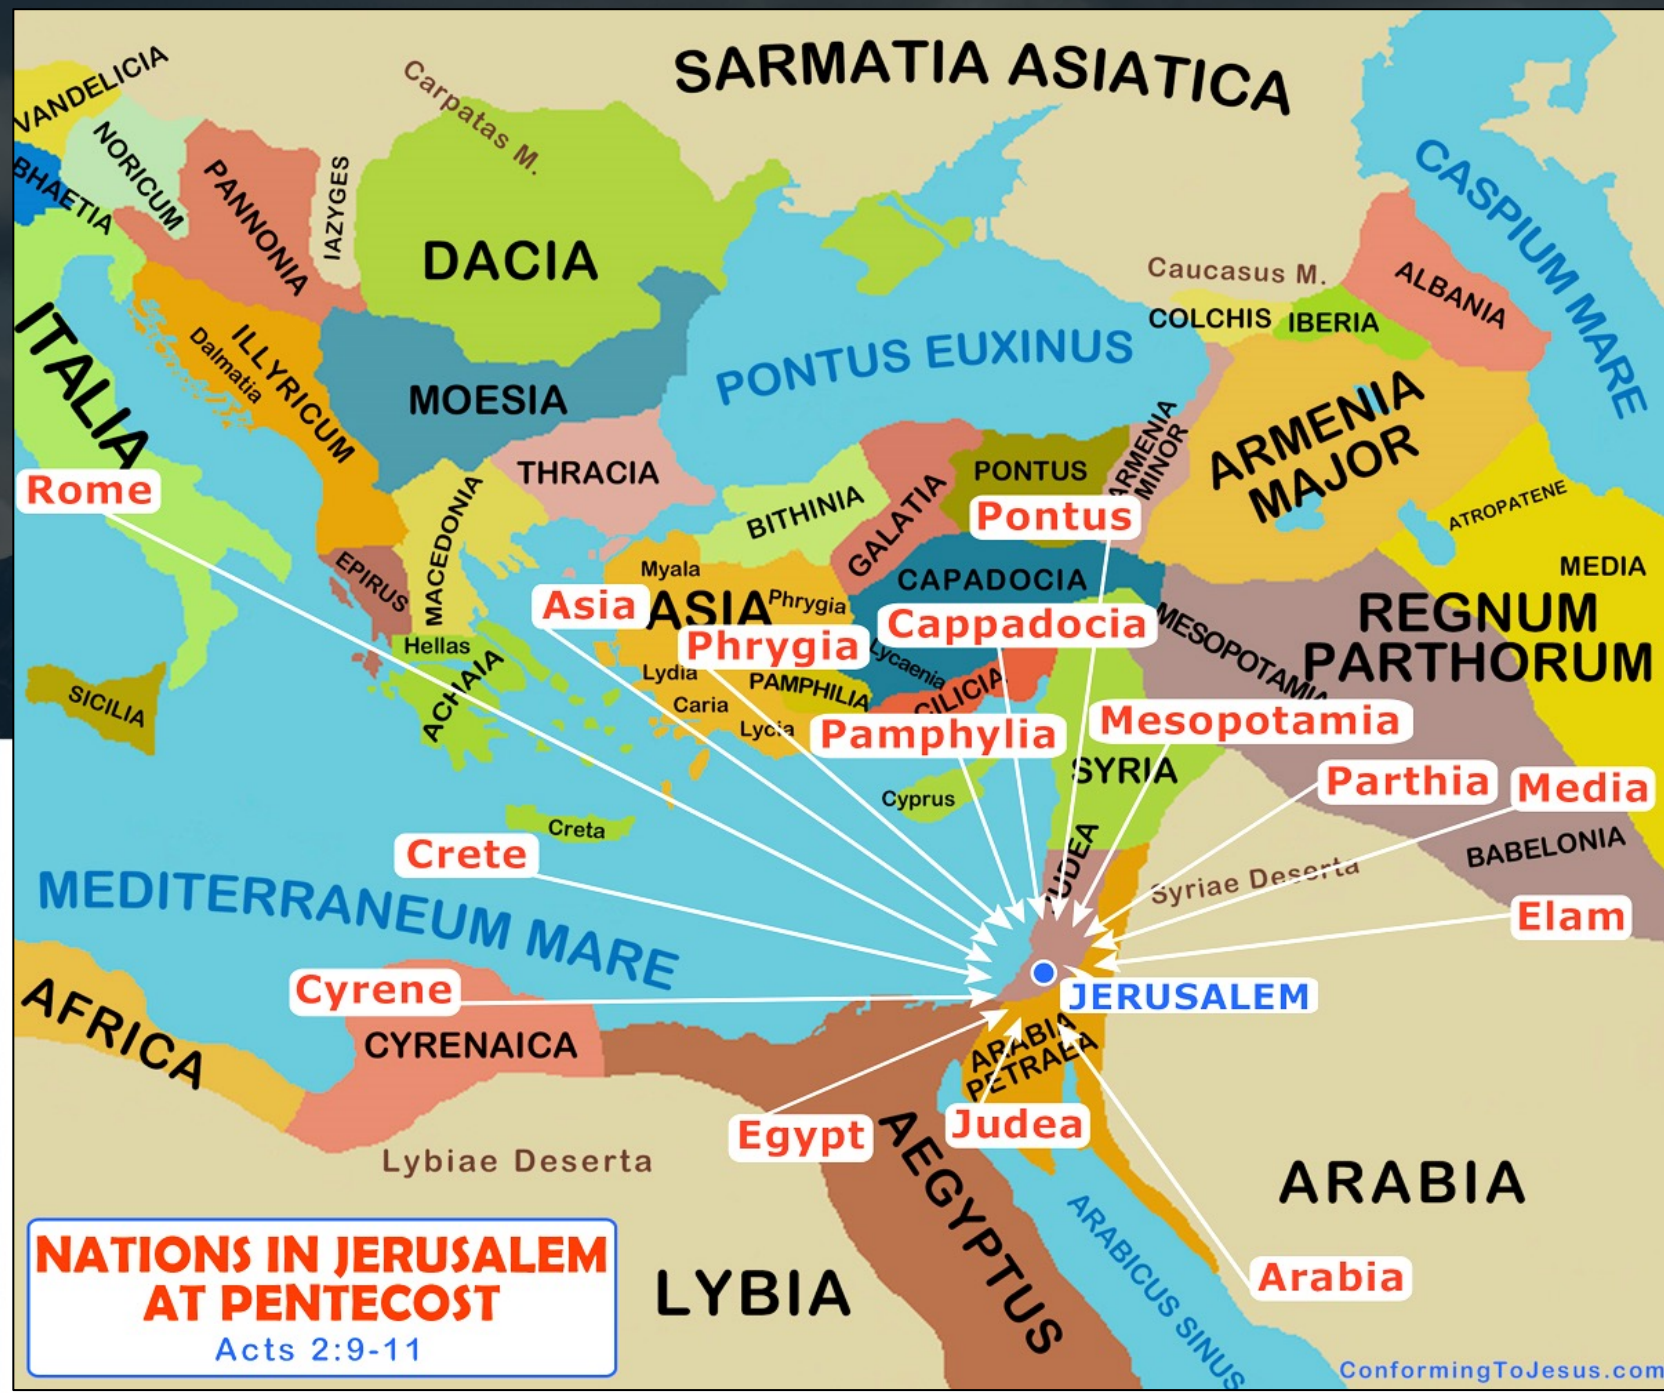 SARMATIA ASIATICA
VANDELICIA
Carpatas M.
NORICUM
BHAETIA
PANNONIA
IAZYGES
DACIA
CASPIUM MARE
Caucasus M.
ALBANIA
COLCHIS
IBERIA
ITALIA
ILLYRICUM
Dalmatia
MOESIA
PONTUS EUXINUS
ARMENIA
MINOR
ARMENIA
MAJOR
THRACIA
PONTUS
Rome
MACEDONIA
BITHINIA
GALATIA
Pontus
ATROPATENE
EPIRUS
Myala
CAPADOCIA
MEDIA
Asia
ASIA
Phrygia
REGNUM
PARTHORUM
Cappadocia
MESOPOTAMIA
Hellas
Phrygia
Lycaenia
ACHAIA
Lydia
PAMPHILIA
CILICIA
SICILIA
Caria
Lycia
Pamphylia
Mesopotamia
SYRIA
Parthia
Media
Cyprus
Creta
Crete
JUDEA
BABELONIA
Syriae Deserta
MEDITERRANEUM MARE
Elam
Cyrene
JERUSALEM
AFRICA
CYRENAICA
ARABIA
PETRAEA
Egypt
Judea
Lybiae Deserta
AEGYPTUS
ARABIA
ARABICUS SINUS
Arabia
LYBIA
NATIONS IN JERUSALEM
AT PENTECOST
Acts 2:9-11
ConformingToJesus.com